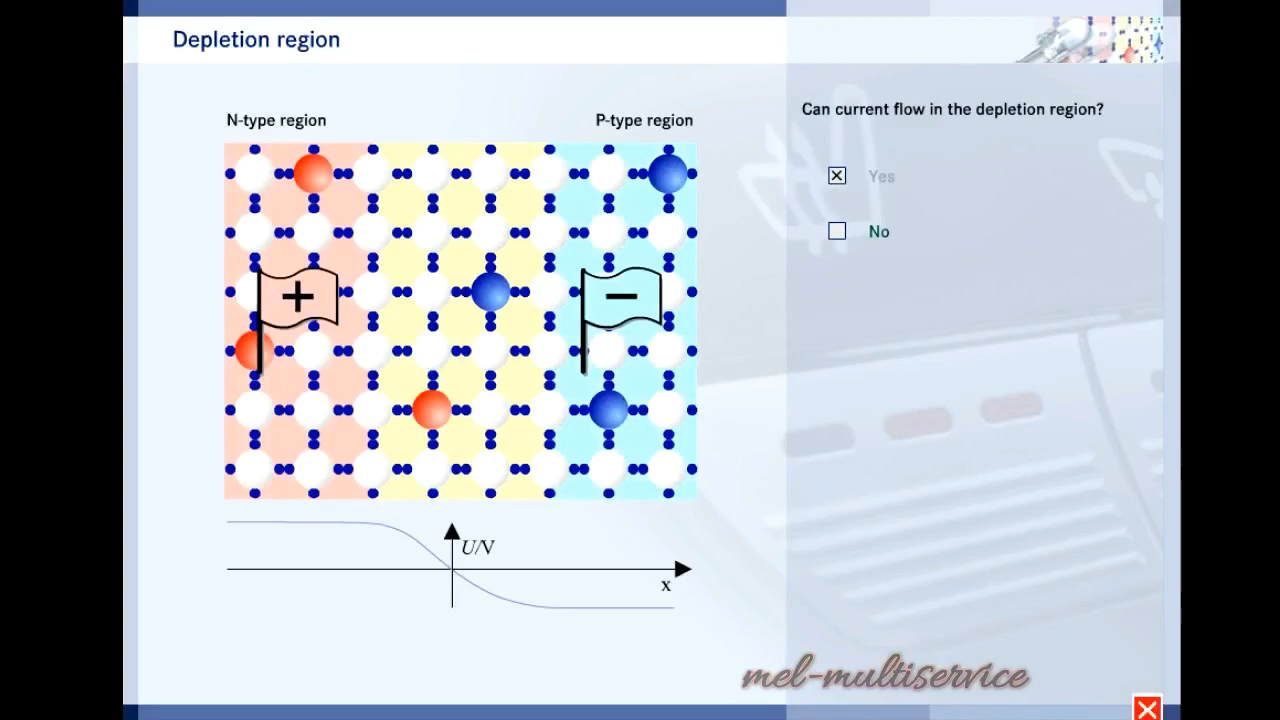 Depletion region
N-type region
P-type region
Can current flow in the depletion region?
Yes
No
+
−
U/V
x
mel-multiservice